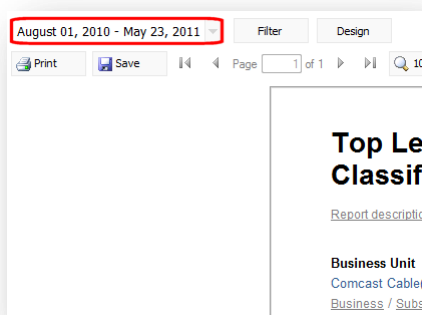 August 01, 2010 - May 23, 2011 Filter Design
Print Save Page 1 of 1 10
Top Le
Classif
Report descriptio
Business Unit
Comcast Cable
Business / Subs